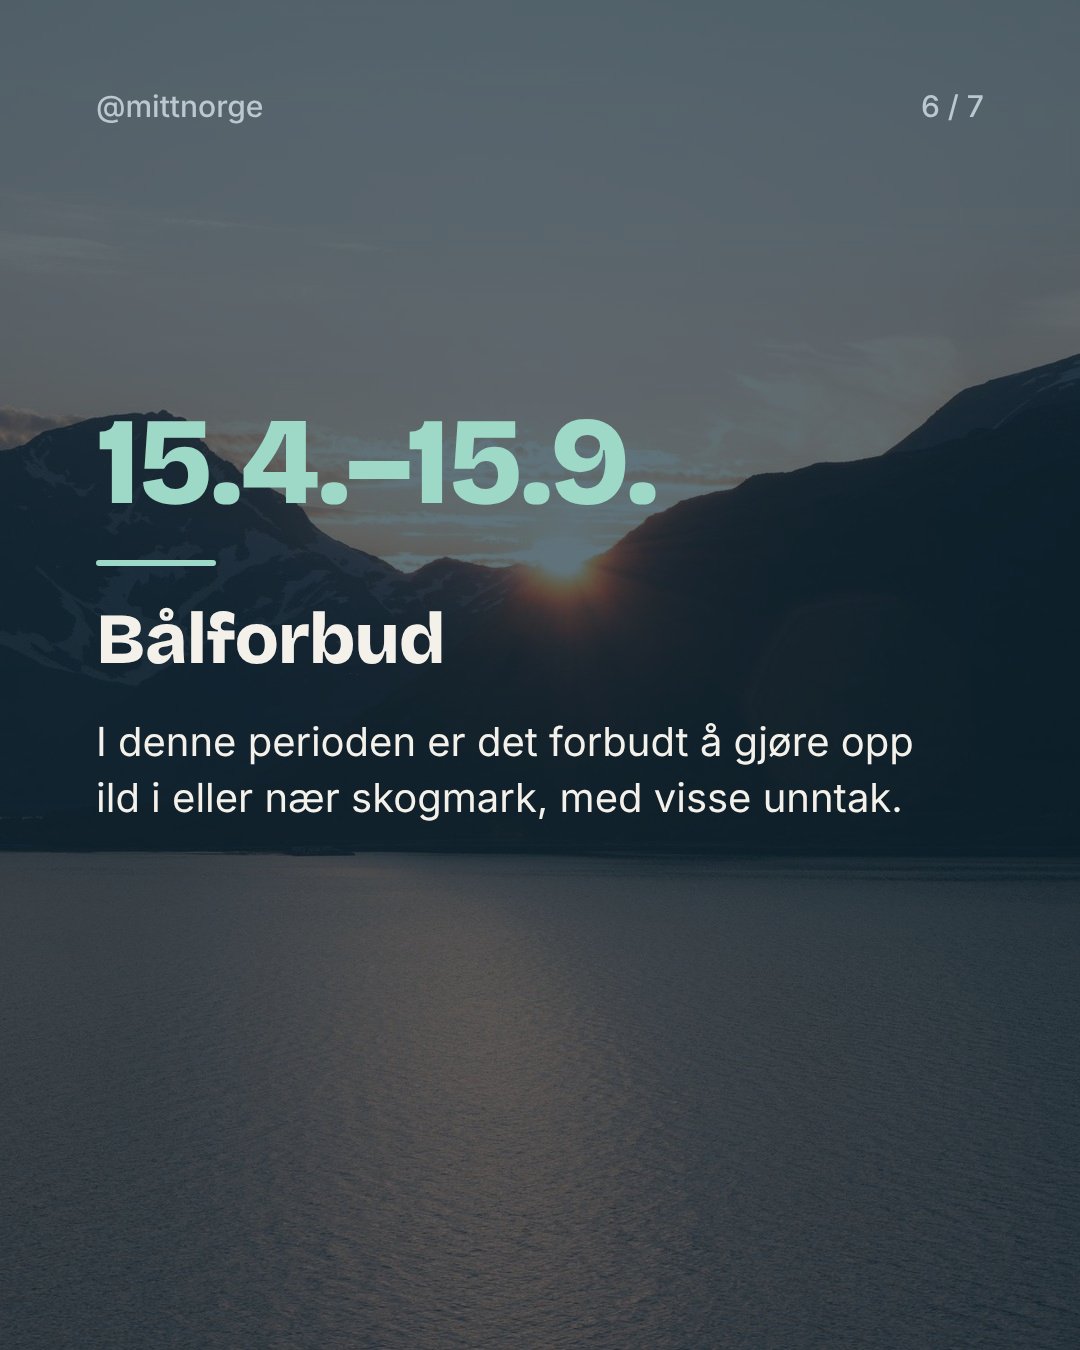 @mittnorge
6 / 7
15.4.–15.9.
Bålforbud
I denne perioden er det forbudt å gjøre opp
ild i eller nær skogmark, med visse unntak.